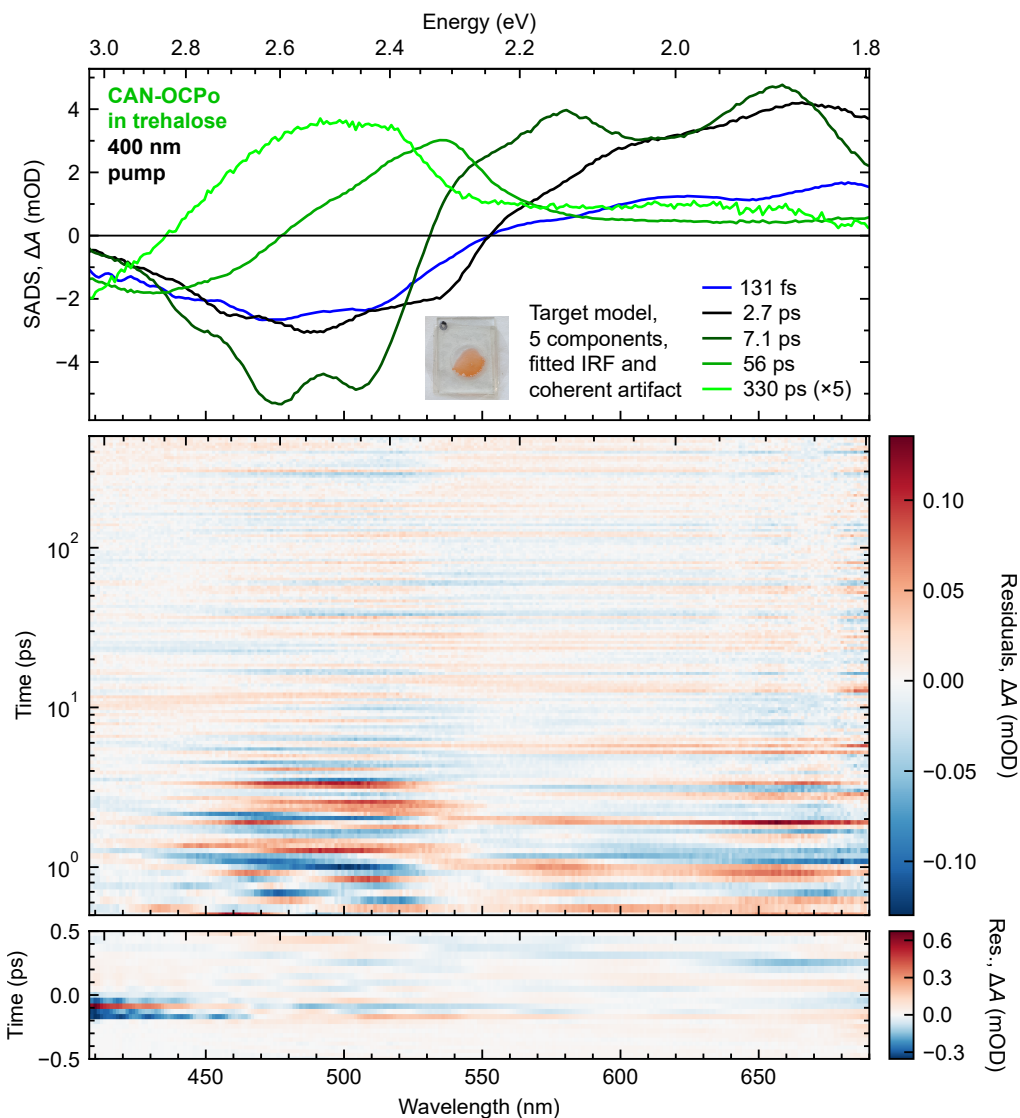 Energy (eV)
3.0 2.8 2.6 2.4 2.2 2.0 1.8
CAN-OCPo
in trehalose
400 nm
pump
SADS, ΔA (mOD)
4
2
0
−2
−4
Target model,
5 components,
fitted IRF and
coherent artifact
131 fs
2.7 ps
7.1 ps
56 ps
330 ps (×5)
Time (ps)
10²
10¹
10⁰
0.10
0.05
0.00
−0.05
−0.10
Residuals, ΔA (mOD)
Time (ps)
0.5
0.0
−0.5
0.6
0.3
0.0
−0.3
Res., ΔA (mOD)
450 500 550 600 650
Wavelength (nm)